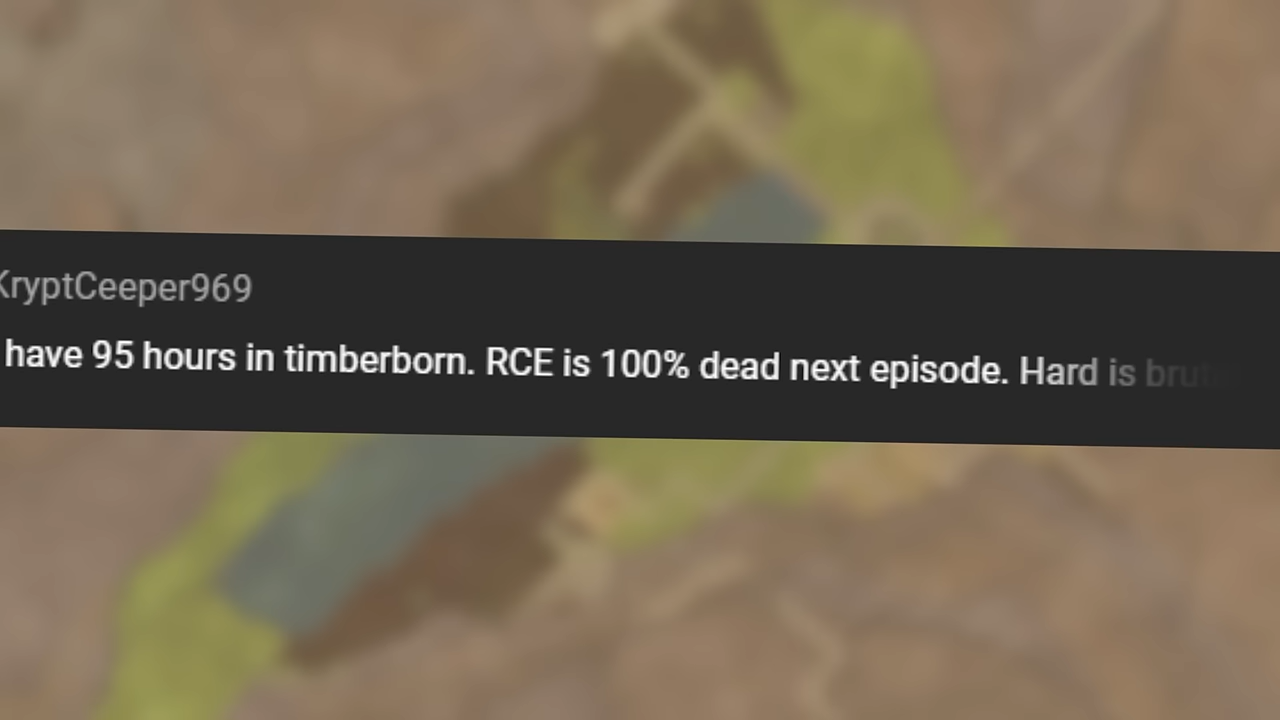 KryptCeeper969
have 95 hours in timberborn. RCE is 100% dead next episode. Hard is